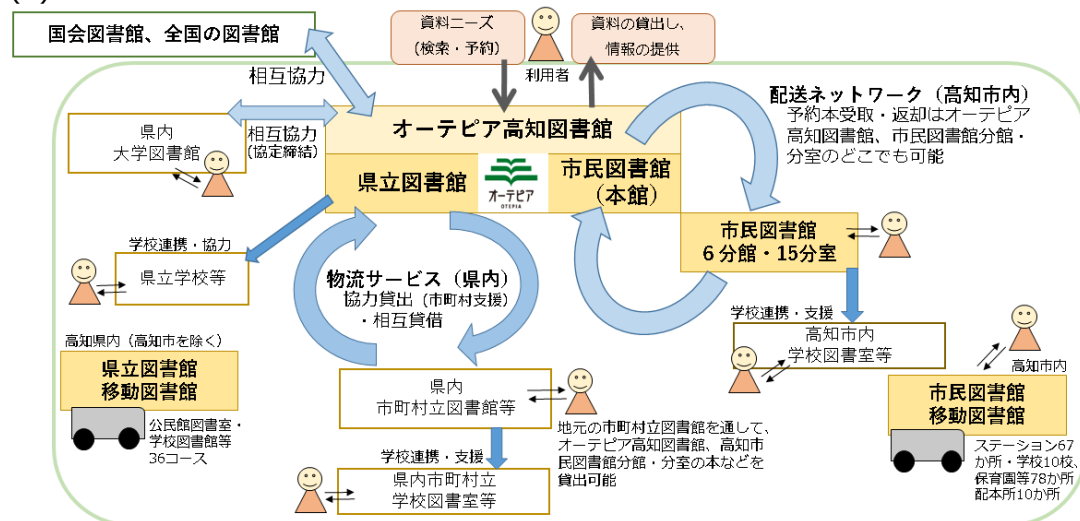 国会図書館、全国の図書館
資料ニーズ
(検索・予約)
利用者
資料の貸出し、
情報の提供
相互協力
県内
大学図書館
相互協力
(協定締結)
オーテピア高知図書館
県立図書館
オーテピア
OTEPIA
市民図書館
(本館)
配送ネットワーク(高知市内)
予約本受取・返却はオーテピア
高知図書館、市民図書館分館・
分室のどこでも可能
市民図書館
6分館・15分室
学校連携・協力
県立学校等
物流サービス(県内)
協力貸出(市町村支援)
・相互貸借
学校連携・支援
高知市内
学校図書室等
高知県内(高知市を除く)
県立図書館
移動図書館
公民館図書室・
学校図書館等
36コース
県内
市町村立図書館等
地元の市町村立図書館を通して、
オーテピア高知図書館、高知市
民図書館分館・分室の本などを
貸出可能
学校連携・支援
県内市町村立
学校図書室等
高知市内
市民図書館
移動図書館
ステーション67
か所・学校10校、
保育園等78か所
配本所10か所